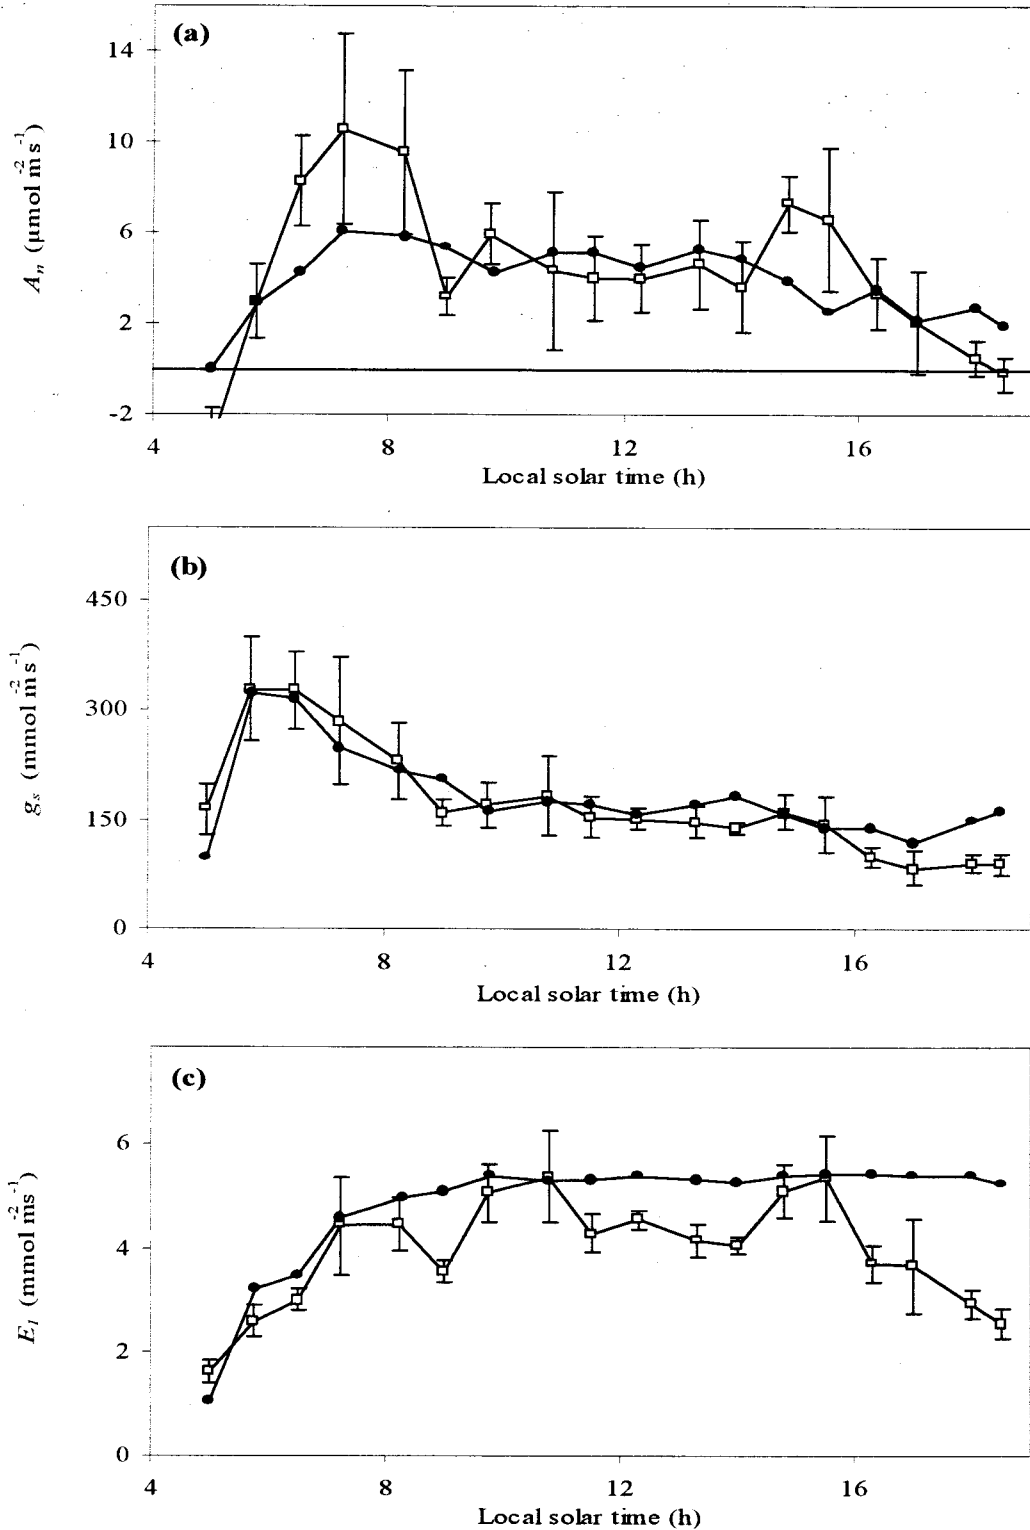 (a)
14
10
6
2
-2
A_n (μmol m⁻² s⁻¹)
4 8 12 16
Local solar time (h)
(b)
450
300
150
0
g_s (mmol m⁻² s⁻¹)
4 8 12 16
Local solar time (h)
(c)
6
4
2
0
E_l (mmol m⁻² s⁻¹)
4 8 12 16
Local solar time (h)